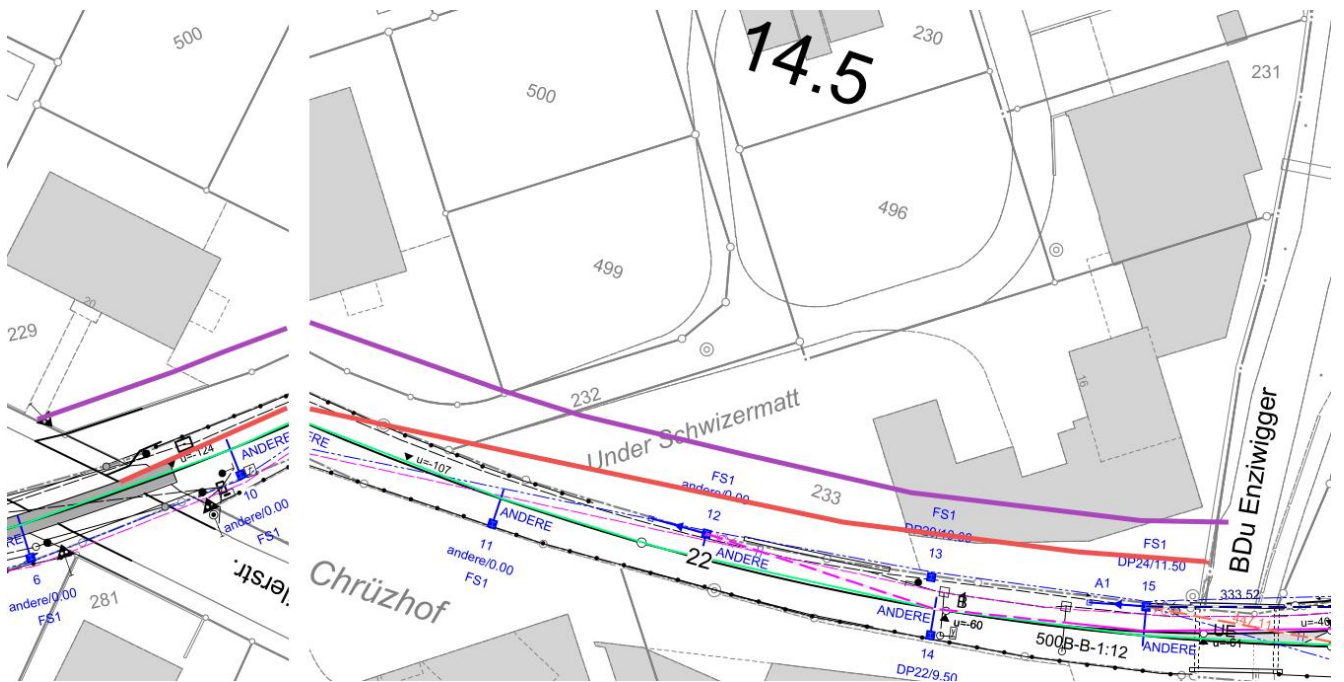 500
14.5
230
231
500
496
499
20
229
232
Under Schwizermatt
16
BDu Enziwigger
u=-124
ANDERE
u=-107
FS1
andere/0.00
12
233
FS1
13
FS1
DP24/11.50
10
andere/0.00
FS1
ANDERE
11
andere/0.00
FS1
22
ANDERE
A1
15
333.52
6
andere/0.00
FS1
281
Chrüzhof
ANDERE
u=-60
14
DP22/9.50
500B-B-1:12
ANDERE
UE
u=-61